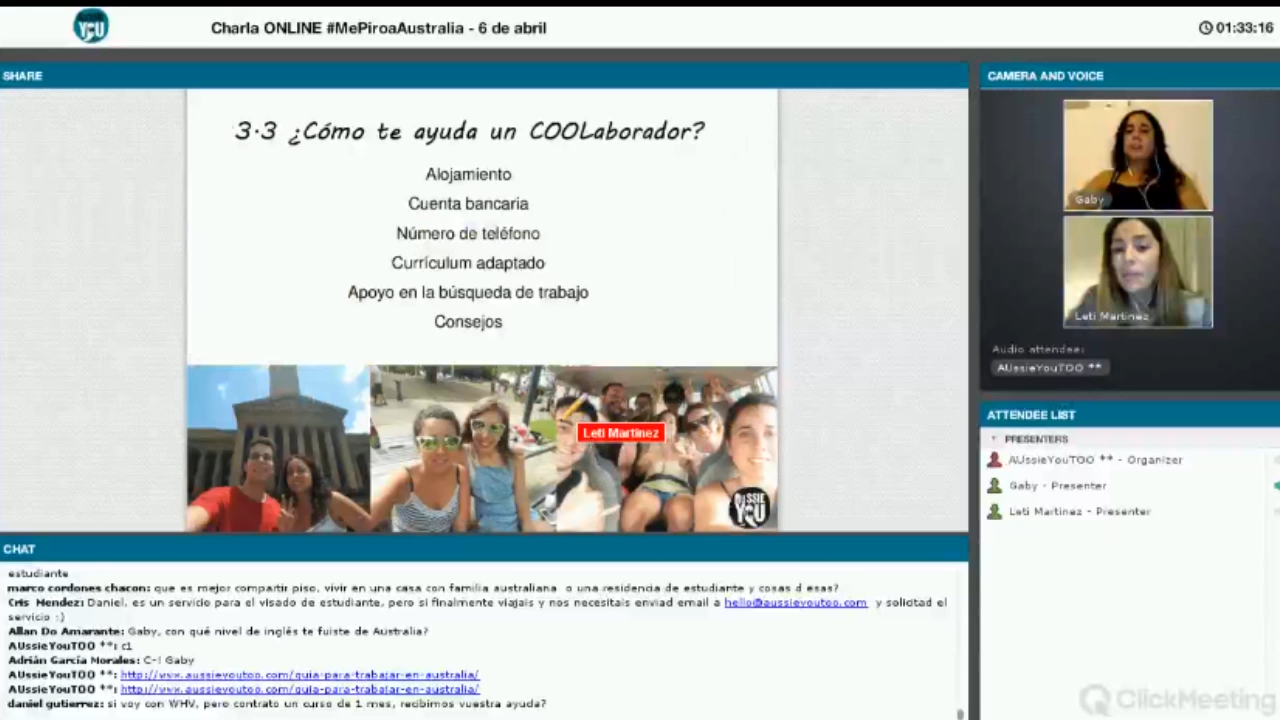 YOU
Charla ONLINE #MePiroaAustralia - 6 de abril
01:33:16
SHARE
3.3 ¿Cómo te ayuda un COOLaborador?
Alojamiento
Cuenta bancaria
Número de teléfono
Currículum adaptado
Apoyo en la búsqueda de trabajo
Consejos
Leti Martinez
AUSSIE
YOU
CAMERA AND VOICE
Gaby
Leti Martinez
Audio attendee:
AUssieYouTOO **
ATTENDEE LIST
PRESENTERS
AUssieYouTOO ** - Organizer
Gaby - Presenter
Leti Martinez - Presenter
CHAT
estudiante
marco cordones chacon: que es mejor compartir piso, vivir en una casa con familia australiana o una residencia de estudiante y cosas d esas?
Cris Mendez: Daniel, es un servicio para el visado de estudiante, pero si finalmente viajais y nos necesitais enviad email a hello@aussieyoutoo.com y solicitad el
servicio :)
Allan Do Amarante: Gaby, con qué nivel de inglés te fuiste de Australia?
AUssieYouTOO **: c1
Adrián García Morales: C-! Gaby
AUssieYouTOO **: http://www.aussieyoutoo.com/guia-para-trabajar-en-australia/
AUssieYouTOO **: http://www.aussieyoutoo.com/guia-para-trabajar-en-australia/
daniel gutierrez: si voy con WHV, pero contrato un curso de 1 mes, recibimos vuestra ayuda?
ClickMeeting